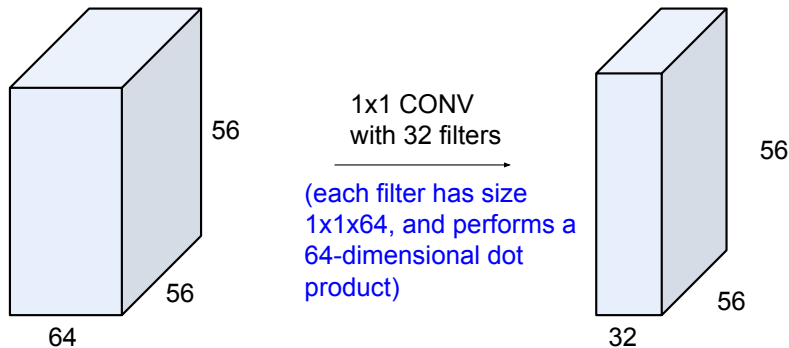 56
56
64
1x1 CONV
with 32 filters
(each filter has size
1x1x64, and performs a
64-dimensional dot
product)
56
56
32